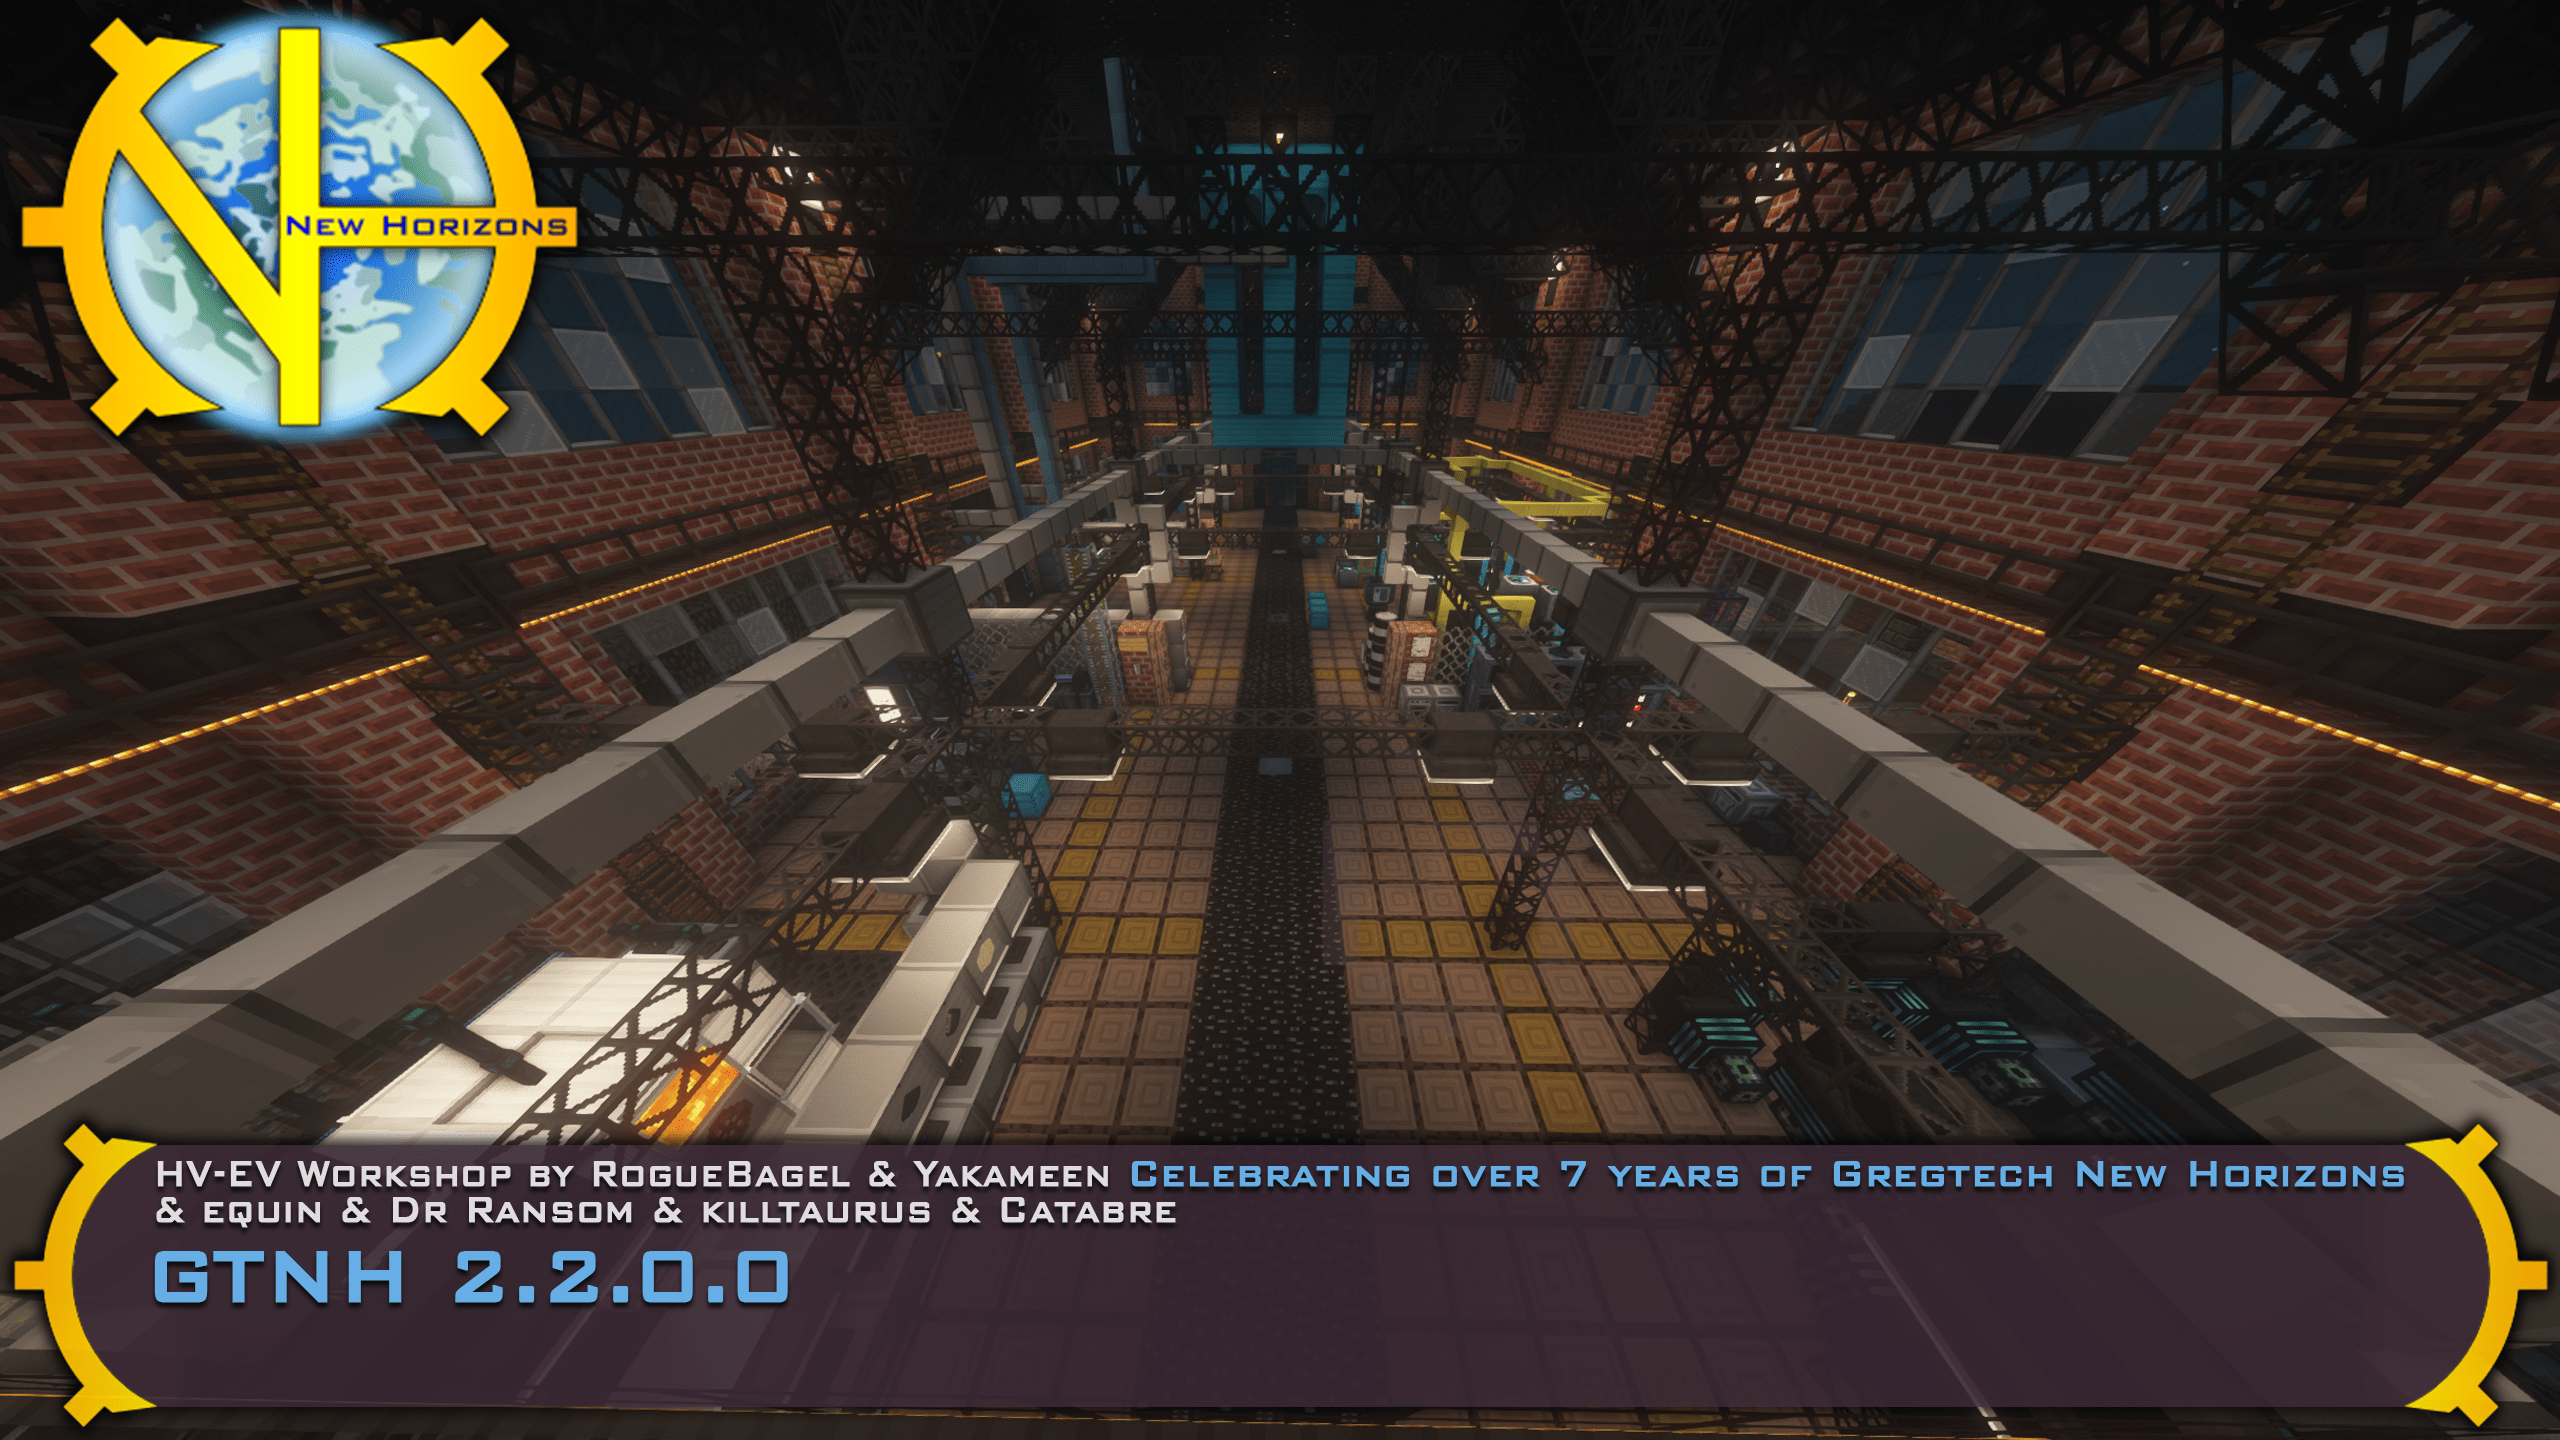 New Horizons
HV-EV Workshop by RogueBagel & Yakameen Celebrating over 7 years of Gregtech New Horizons
& equin & Dr Ransom & killtaurus & Catabre
GTNH 2.2.0.0